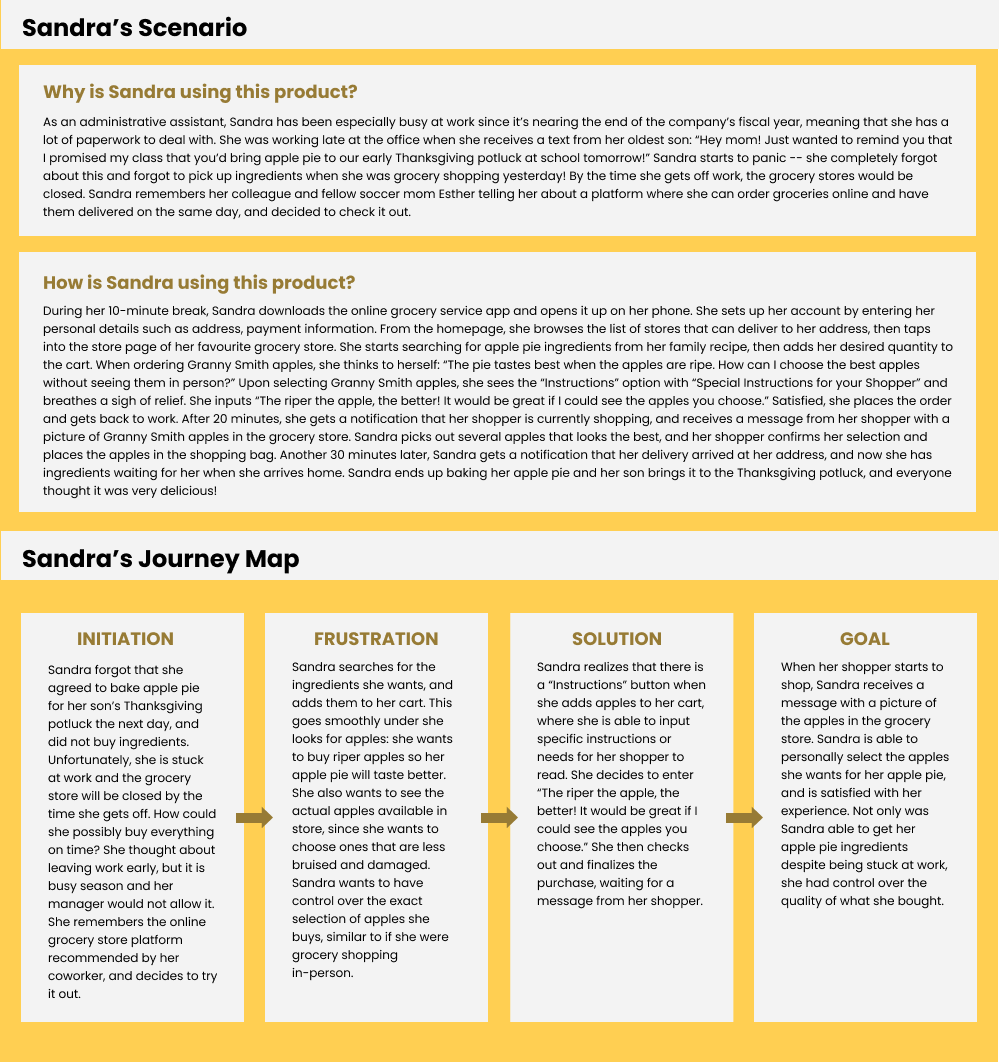 Sandra’s Scenario
Why is Sandra using this product?
As an administrative assistant, Sandra has been especially busy at work since it’s nearing the end of the company’s fiscal year, meaning that she has a
lot of paperwork to deal with. She was working late at the office when she receives a text from her oldest son: “Hey mom! Just wanted to remind you that
I promised my class that you’d bring apple pie to our early Thanksgiving potluck at school tomorrow!” Sandra starts to panic -- she completely forgot
about this and forgot to pick up ingredients when she was grocery shopping yesterday! By the time she gets off work, the grocery stores would be
closed. Sandra remembers her colleague and fellow soccer mom Esther telling her about a platform where she can order groceries online and have
them delivered on the same day, and decided to check it out.
How is Sandra using this product?
During her 10-minute break, Sandra downloads the online grocery service app and opens it up on her phone. She sets up her account by entering her
personal details such as address, payment information. From the homepage, she browses the list of stores that can deliver to her address, then taps
into the store page of her favourite grocery store. She starts searching for apple pie ingredients from her family recipe, then adds her desired quantity to
the cart. When ordering Granny Smith apples, she thinks to herself: “The pie tastes best when the apples are ripe. How can I choose the best apples
without seeing them in person?” Upon selecting Granny Smith apples, she sees the “Instructions” option with “Special Instructions for your Shopper” and
breathes a sigh of relief. She inputs “The riper the apple, the better! It would be great if I could see the apples you choose.” Satisfied, she places the order
and gets back to work. After 20 minutes, she gets a notification that her shopper is currently shopping, and receives a message from her shopper with a
picture of Granny Smith apples in the grocery store. Sandra picks out several apples that looks the best, and her shopper confirms her selection and
places the apples in the shopping bag. Another 30 minutes later, Sandra gets a notification that her delivery arrived at her address, and now she has
ingredients waiting for her when she arrives home. Sandra ends up baking her apple pie and her son brings it to the Thanksgiving potluck, and everyone
thought it was very delicious!
Sandra’s Journey Map
INITIATION
Sandra forgot that she
agreed to bake apple pie
for her son’s Thanksgiving
potluck the next day, and
did not buy ingredients.
Unfortunately, she is stuck
at work and the grocery
store will be closed by the
time she gets off. How could
she possibly buy everything
on time? She thought about
leaving work early, but it is
busy season and her
manager would not allow it.
She remembers the online
grocery store platform
recommended by her
coworker, and decides to try
it out.
FRUSTRATION
Sandra searches for the
ingredients she wants, and
adds them to her cart. This
goes smoothly under she
looks for apples: she wants
to buy riper apples so her
apple pie will taste better.
She also wants to see the
actual apples available in
store, since she wants to
choose ones that are less
bruised and damaged.
Sandra wants to have
control over the exact
selection of apples she
buys, similar to if she were
grocery shopping
in-person.
SOLUTION
Sandra realizes that there is
a “Instructions” button when
she adds apples to her cart,
where she is able to input
specific instructions or
needs for her shopper to
read. She decides to enter
“The riper the apple, the
better! It would be great if I
could see the apples you
choose.” She then checks
out and finalizes the
purchase, waiting for a
message from her shopper.
GOAL
When her shopper starts to
shop, Sandra receives a
message with a picture of
the apples in the grocery
store. Sandra is able to
personally select the apples
she wants for her apple pie,
and is satisfied with her
experience. Not only was
Sandra able to get her
apple pie ingredients
despite being stuck at work,
she had control over the
quality of what she bought.